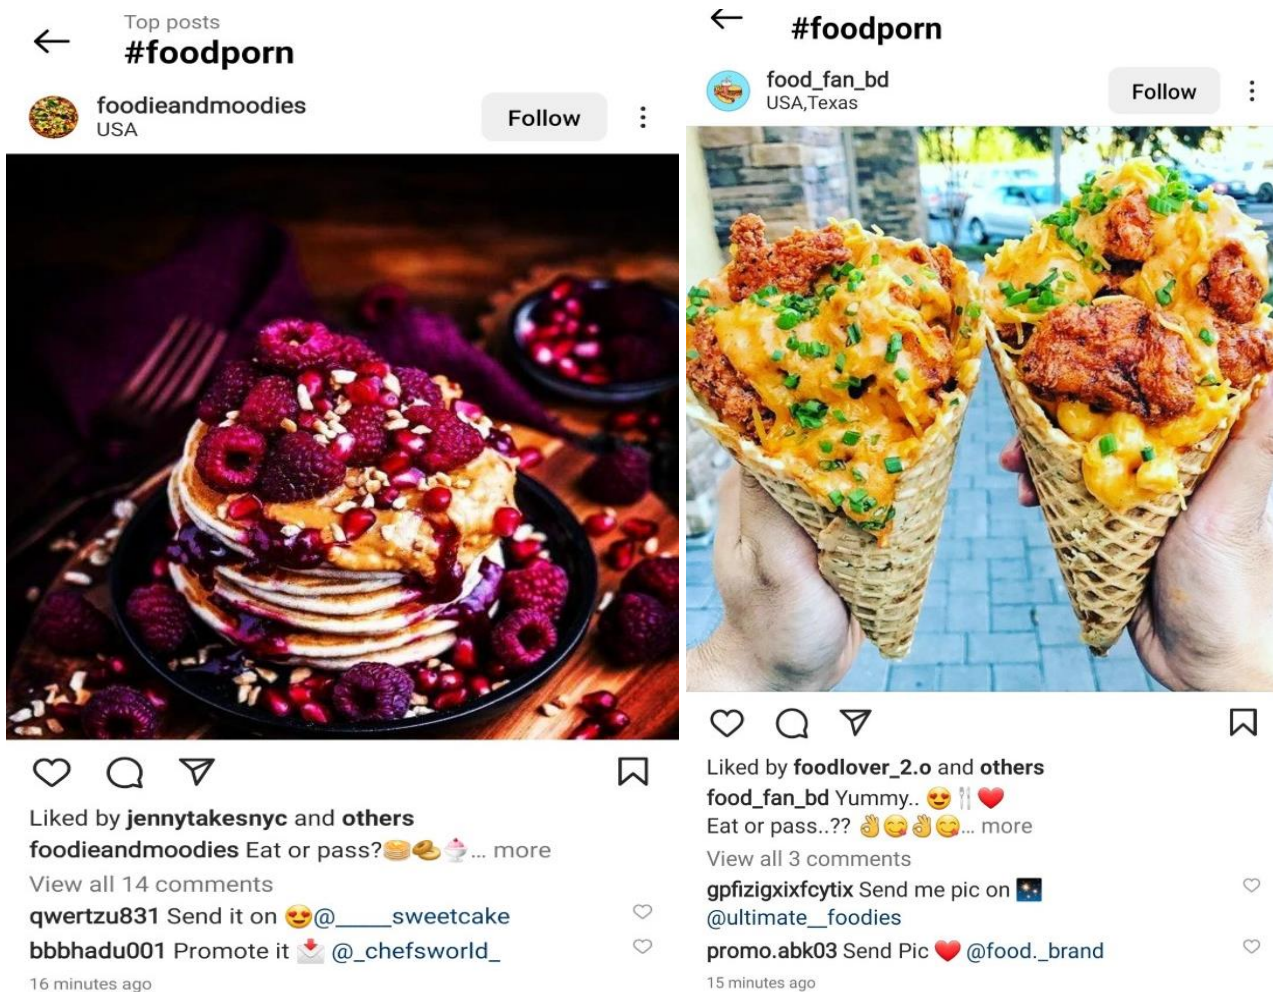 Top posts
#foodporn
foodieandmoodies
USA
Follow
Liked by jennytakesnyc and others
foodieandmoodies Eat or pass?🥞🥯🍨... more
View all 14 comments
qwertzu831 Send it on 😍@____sweetcake
bbbhadu001 Promote it 📩 @_chefsworld_
16 minutes ago
#foodporn
food_fan_bd
USA,Texas
Follow
Liked by foodlover_2.o and others
food_fan_bd Yummy.. 😍🍴❤️
Eat or pass..?? 👌😋👌😋... more
View all 3 comments
gpfizigxixfcytix Send me pic on 🎆
@ultimate__foodies
promo.abk03 Send Pic ❤️ @food._brand
15 minutes ago